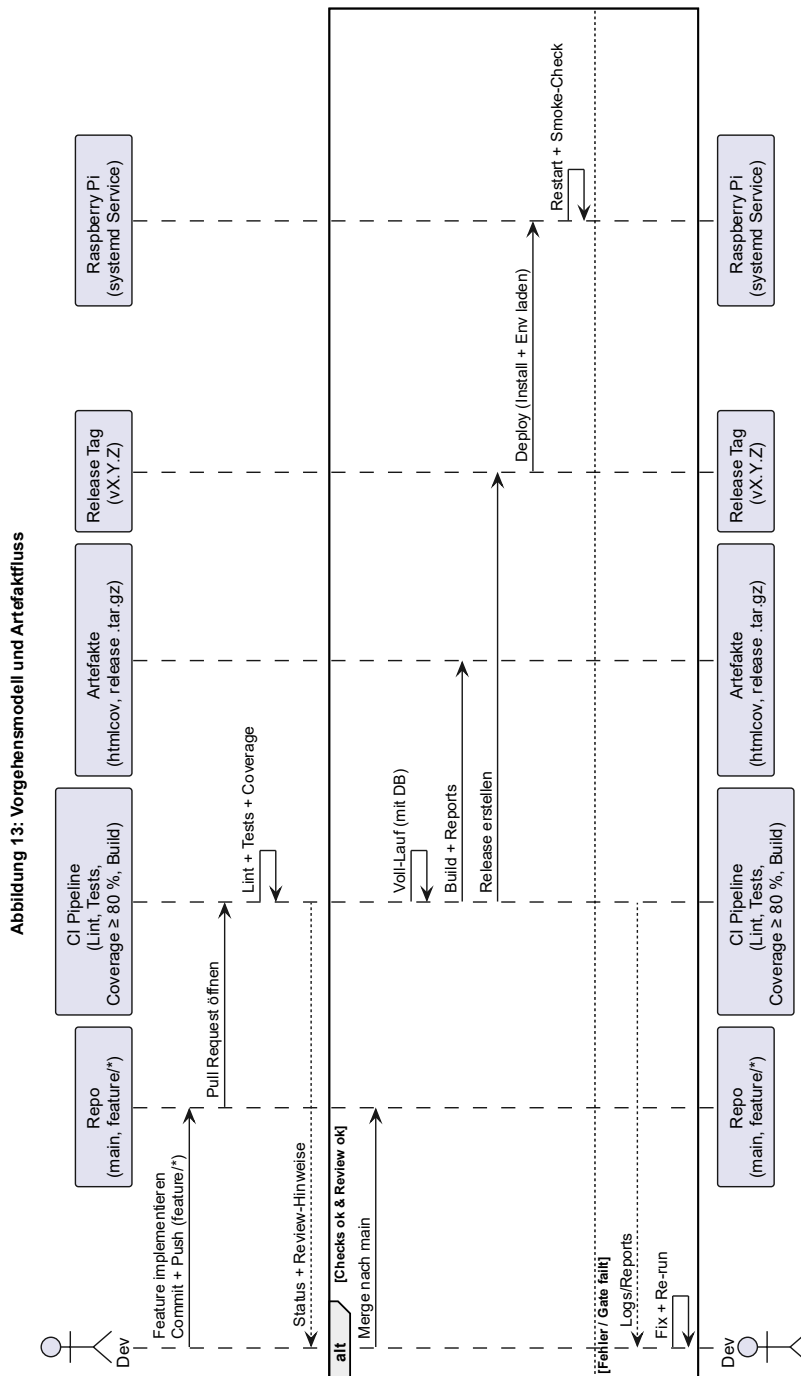 Abbildung 13: Vorgehensmodell und Artefaktfluss
Dev
Repo
(main, feature/*)
CI Pipeline
(Lint, Tests,
Coverage ≥ 80 %, Build)
Artefakte
(htmlcov, release .tar.gz)
Release Tag
(vX.Y.Z)
Raspberry Pi
(systemd Service)
Feature implementieren
Commit + Push (feature/*)
Pull Request öffnen
Lint + Tests + Coverage
Status + Review-Hinweise
alt
[Checks ok & Review ok]
Merge nach main
Voll-Lauf (mit DB)
Build + Reports
Release erstellen
Deploy (Install + Env laden)
Restart + Smoke-Check
[Fehler / Gate failt]
Logs/Reports
Fix + Re-run
Dev
Repo
(main, feature/*)
CI Pipeline
(Lint, Tests,
Coverage ≥ 80 %, Build)
Artefakte
(htmlcov, release .tar.gz)
Release Tag
(vX.Y.Z)
Raspberry Pi
(systemd Service)